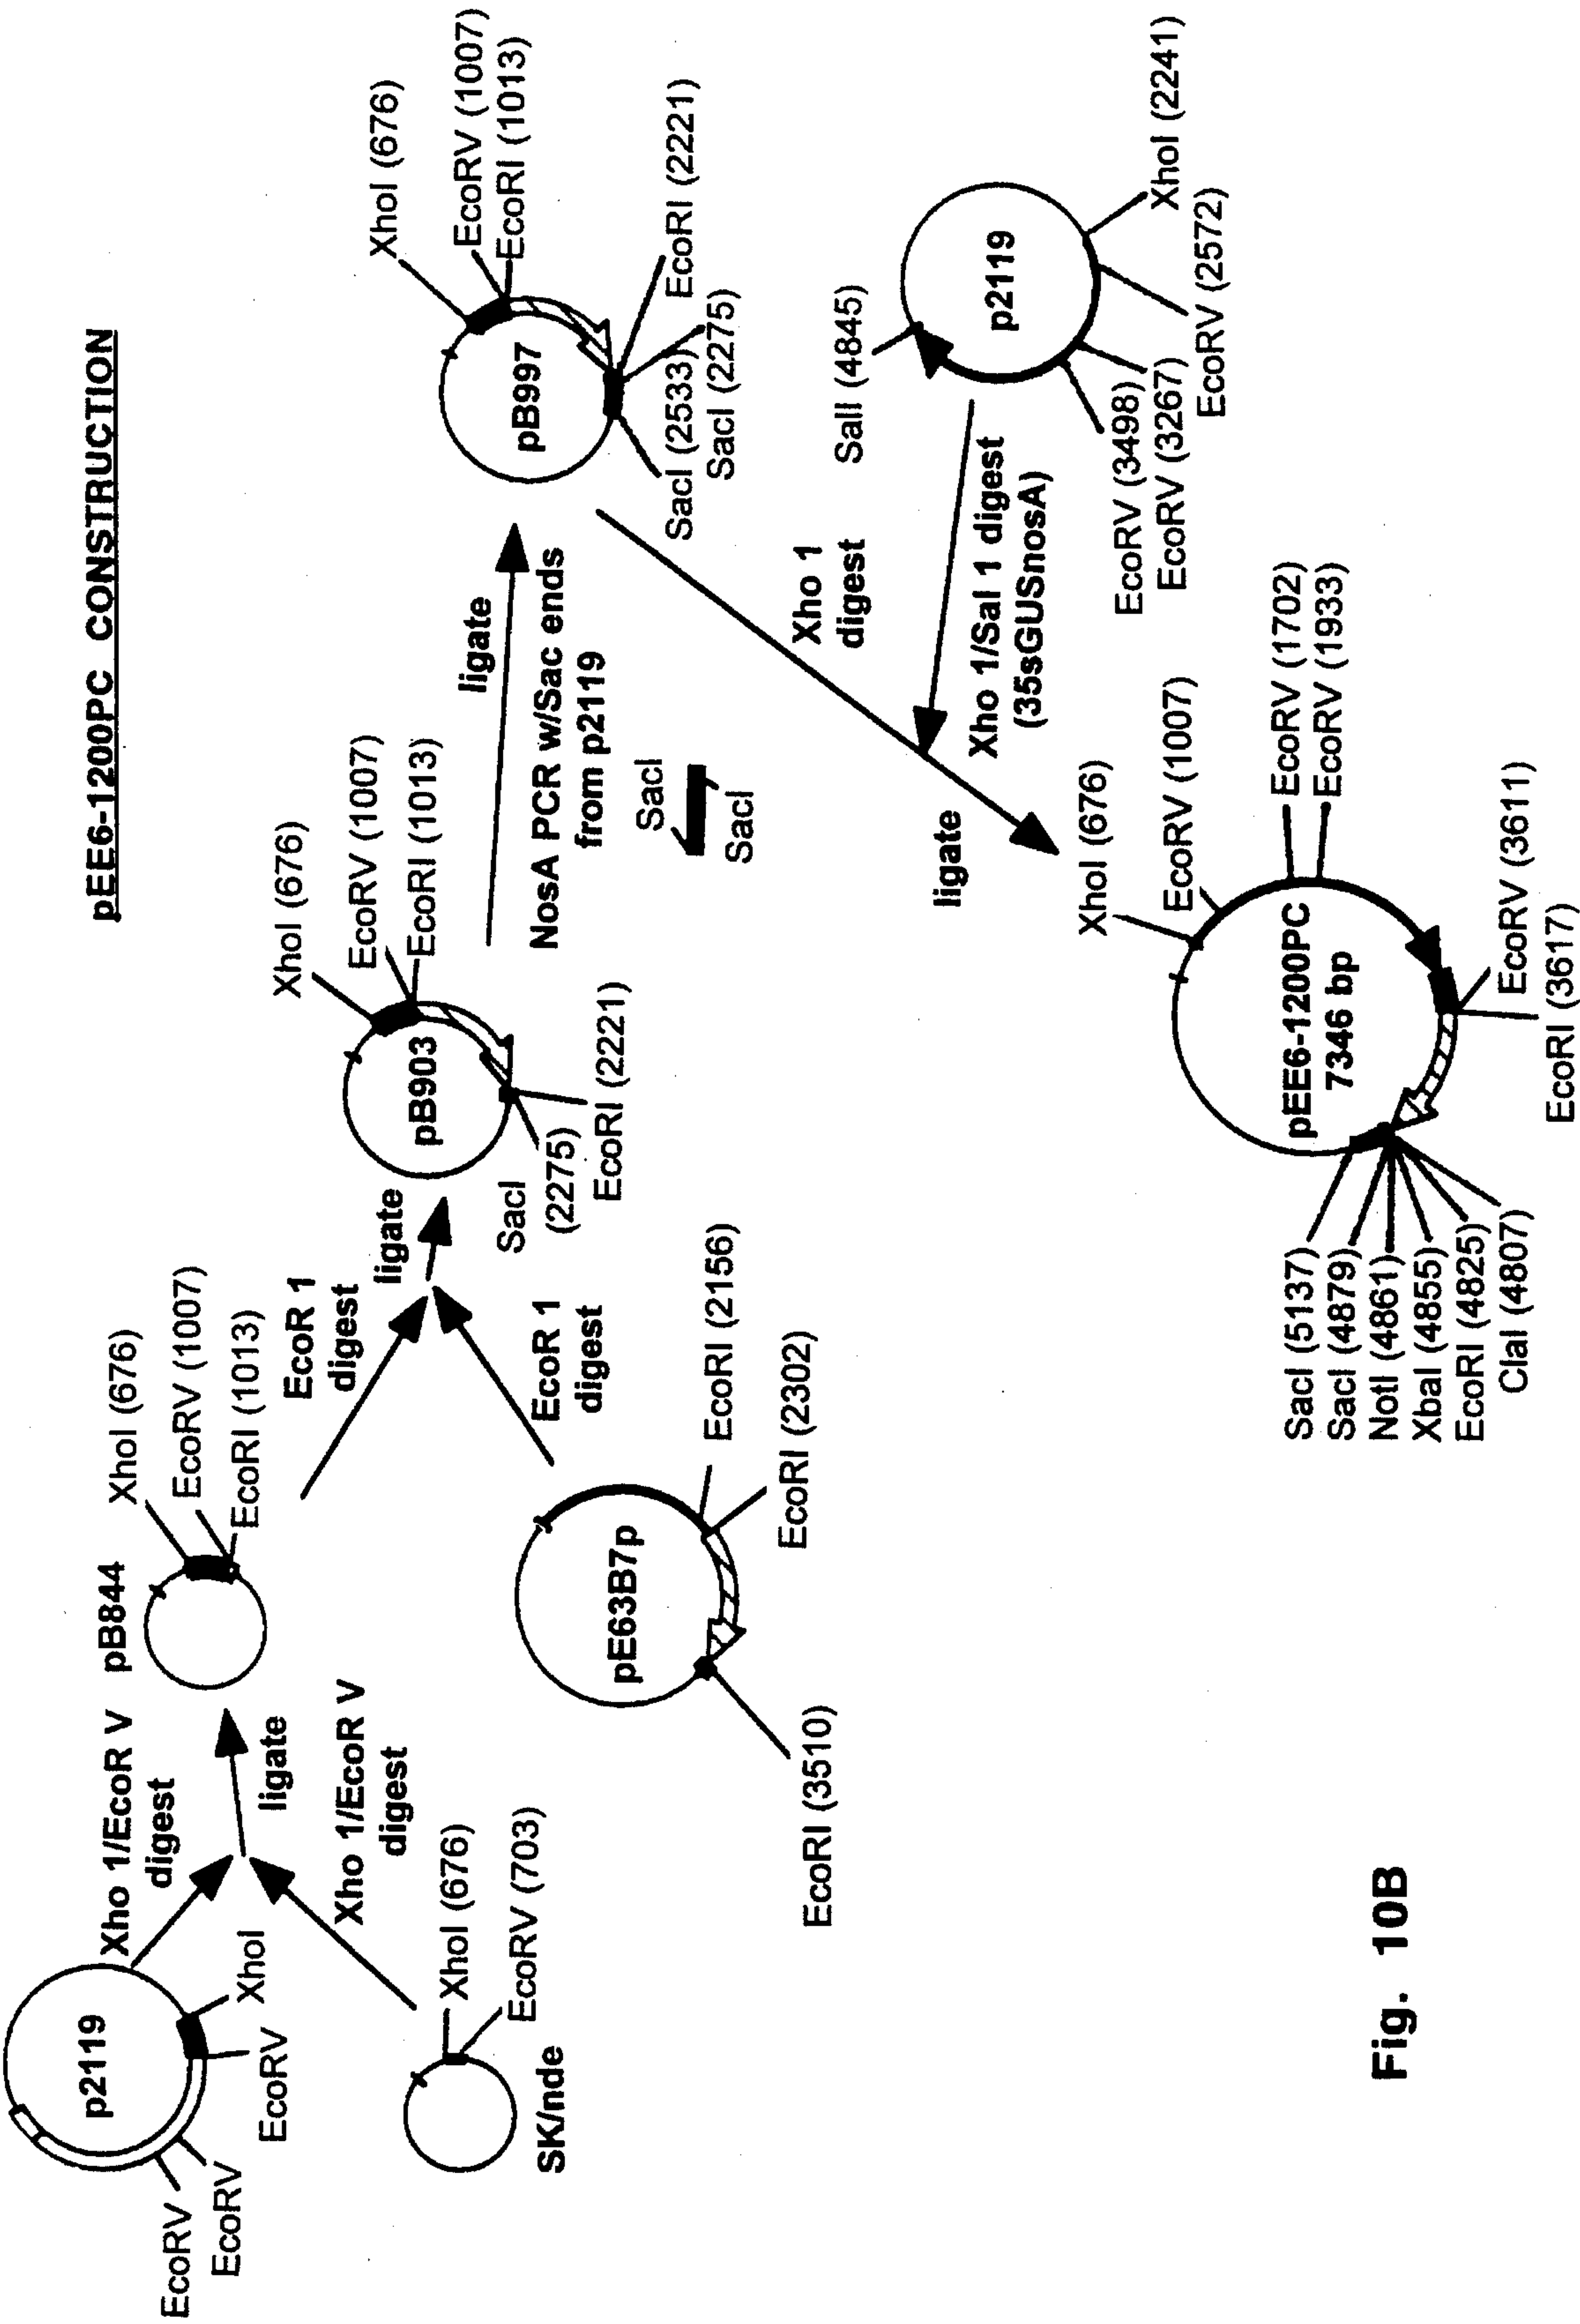 pEE6-1200PC CONSTRUCTION
p2119
EcoRV
EcoRV
EcoRV
XhoI
Xho 1/EcoR V
digest
SK/nde
XhoI (676)
EcoRV (703)
Xho 1/EcoR V
digest
ligate
pB844
XhoI (676)
EcoRV (1007)
EcoRI (1013)
EcoR 1
digest
pE63B7p
EcoRI (2156)
EcoRI (2302)
EcoRI (3510)
EcoR 1
digest
ligate
pB903
XhoI (676)
EcoRV (1007)
EcoRI (1013)
SacI
(2275)
EcoRI (2221)
ligate
NosA PCR w/Sac ends
from p2119
SacI
SacI
pB997
XhoI (676)
EcoRV (1007)
EcoRI (1013)
EcoRI (2221)
SacI (2533)
SacI (2275)
Xho 1
digest
p2119
SalI (4845)
XhoI (2241)
EcoRV (2572)
EcoRV (3267)
EcoRV (3498)
Xho 1/Sal 1 digest
(35sGUSnosA)
ligate
pEE6-1200PC
7346 bp
XhoI (676)
EcoRV (1007)
EcoRV (1702)
EcoRV (1933)
EcoRV (3611)
EcoRI (3617)
SacI (5137)
SacI (4879)
NotI (4861)
XbaI (4855)
EcoRI (4825)
ClaI (4807)
Fig. 10B